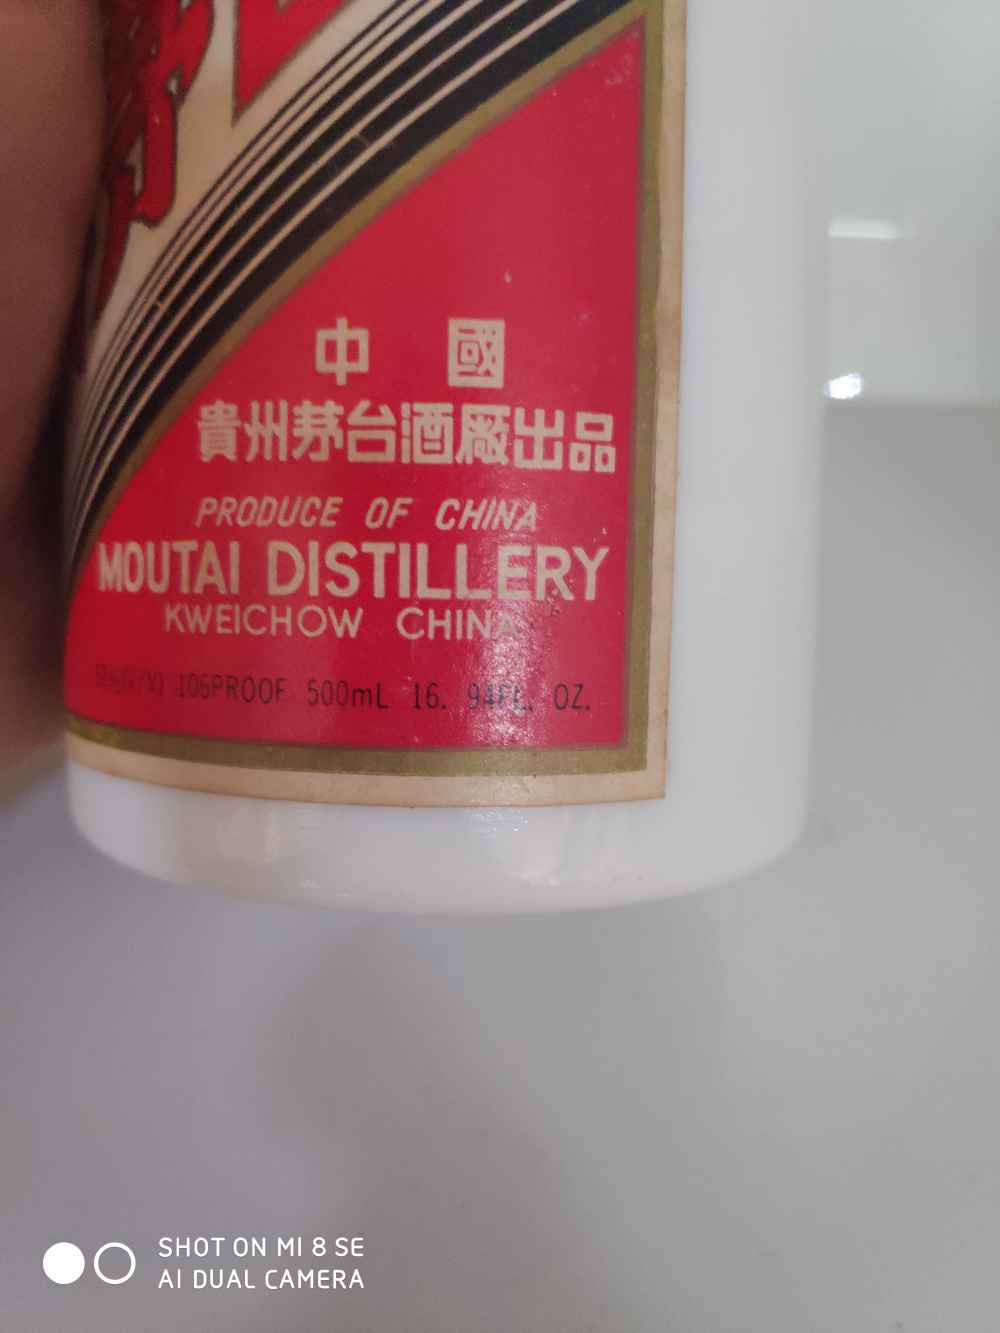 中國
貴州茅台酒廠出品
PRODUCE OF CHINA
MOUTAI DISTILLERY
KWEICHOW CHINA
106PROOF 500mL 16. 94FL. OZ.
SHOT ON MI 8 SE
AI DUAL CAMERA